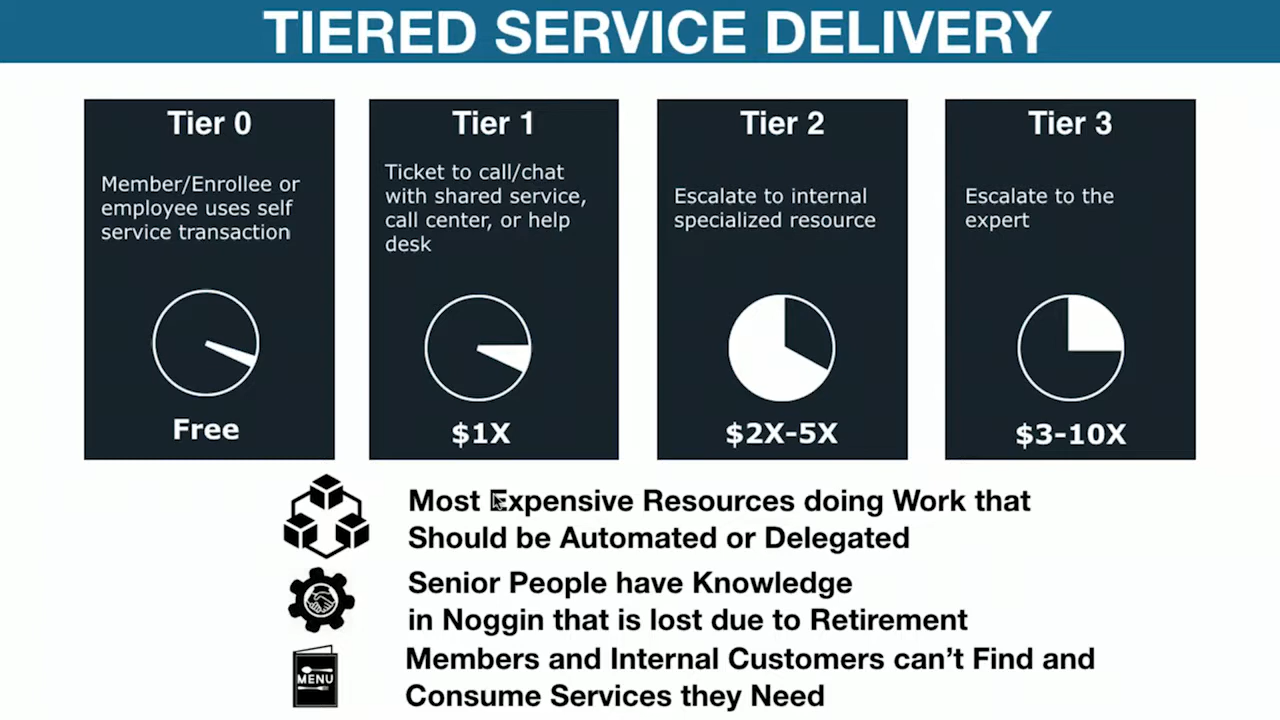 TIERED SERVICE DELIVERY
Tier 0
Member/Enrollee or
employee uses self
service transaction
Free
Tier 1
Ticket to call/chat
with shared service,
call center, or help
desk
$1X
Tier 2
Escalate to internal
specialized resource
$2X-5X
Tier 3
Escalate to the
expert
$3-10X
Most Expensive Resources doing Work that
Should be Automated or Delegated
Senior People have Knowledge
in Noggin that is lost due to Retirement
MENU
Members and Internal Customers can’t Find and
Consume Services they Need